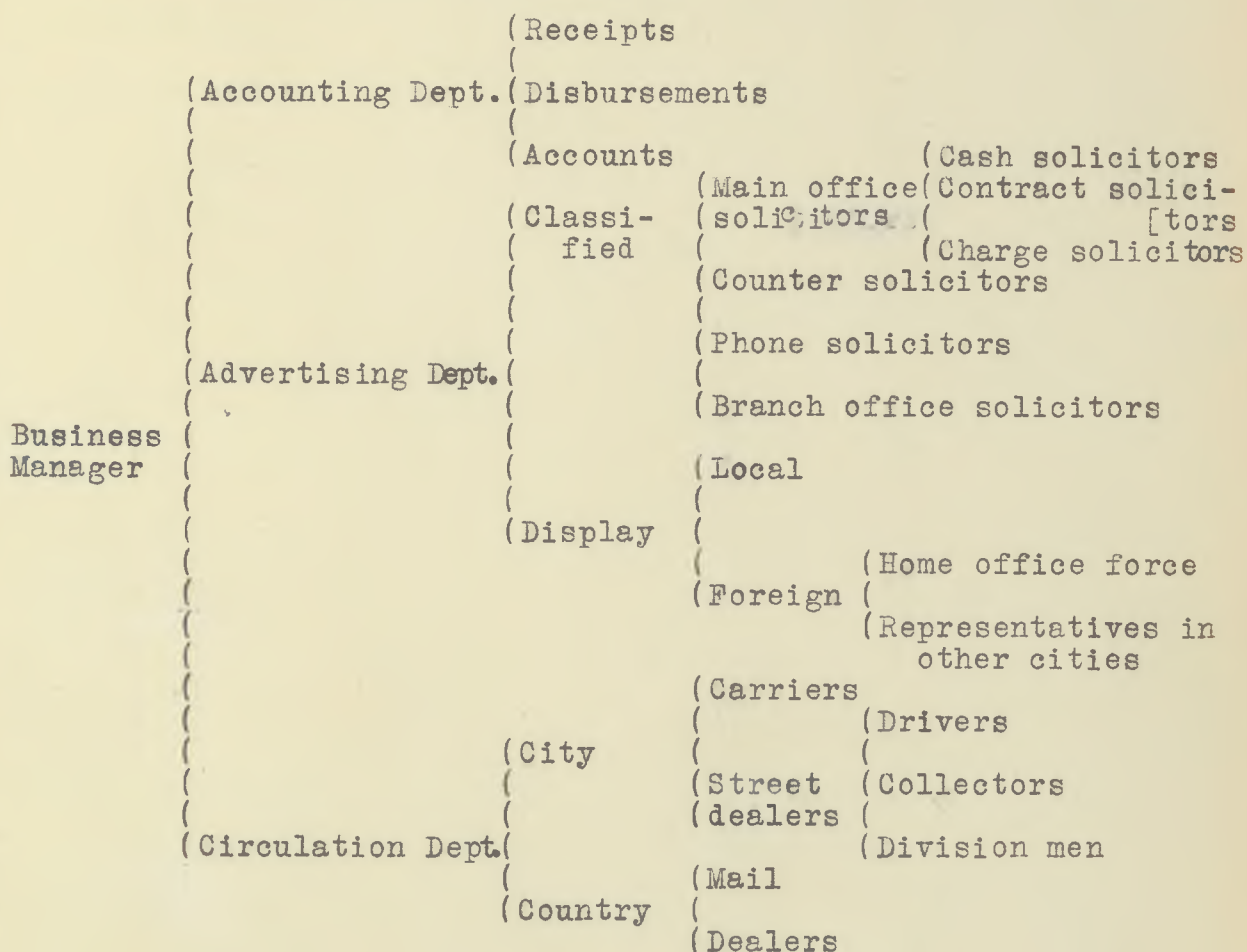 (Receipts
(
(Accounting Dept.(Disbursements
( (
( (Accounts (Cash solicitors
( (Main office(Contract solici-
( (Classi- (solicitors ( [tors
( ( fied ( (Charge solicitors
( ( (Counter solicitors
( ( (
( ( (Phone solicitors
(Advertising Dept.( (
( ( (Branch office solicitors
Business ( (
Manager ( ( (Local
( ( (
( (Display (
( ( (Home office force
( (Foreign (
( (Representatives in
( other cities
( (Carriers
( ( (Drivers
( (City ( (
( ( (Street (Collectors
( ( (dealers (
(Circulation Dept.( (Division men
( (Mail
(Country (
(Dealers